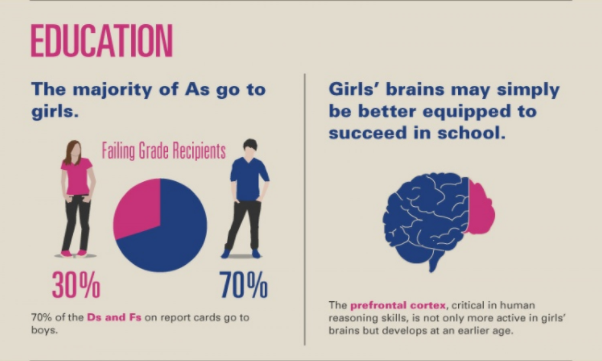 EDUCATION
The majority of As go to
girls.
Failing Grade Recipients
30%
70%
70% of the Ds and Fs on report cards go to
boys.
Girls' brains may simply
be better equipped to
succeed in school.
The prefrontal cortex, critical in human
reasoning skills, is not only more active in girls'
brains but develops at an earlier age.